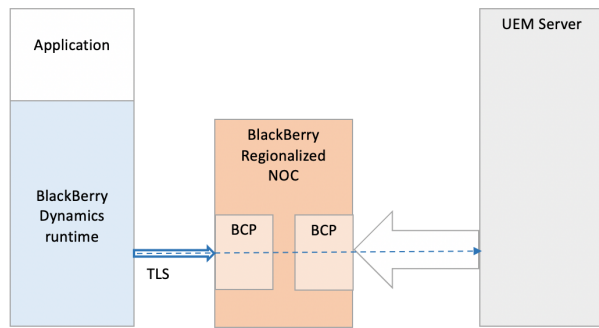 Application
UEM Server
BlackBerry
Regionalized
NOC
BlackBerry
Dynamics
runtime
BCP
BCP
TLS